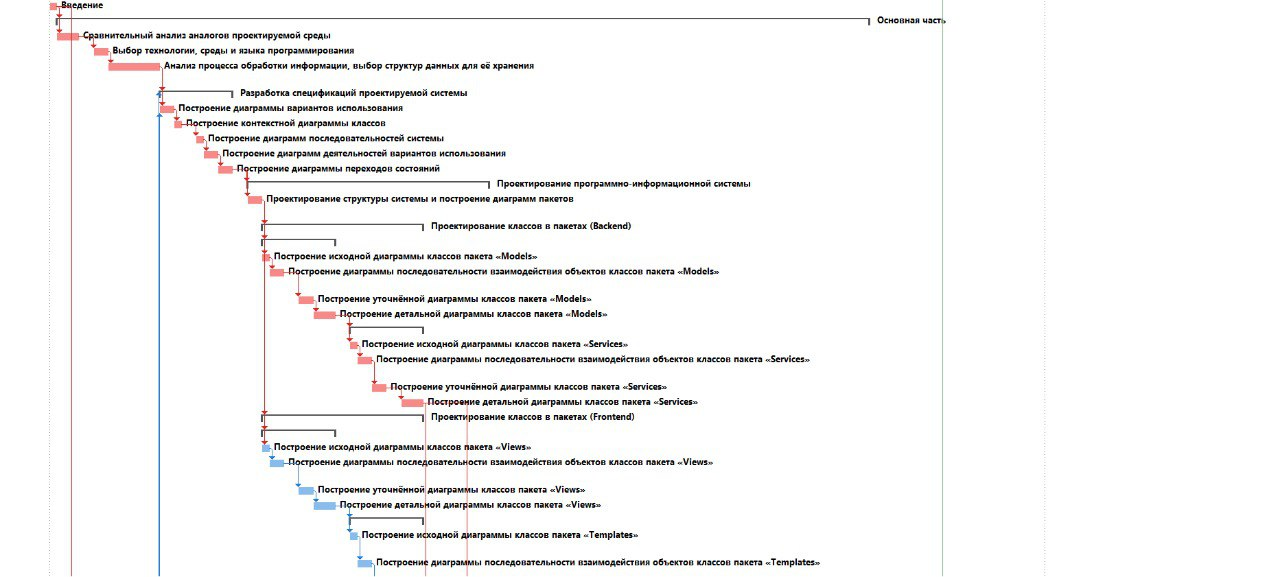 Введение
Основная часть
Сравнительный анализ аналогов проектируемой среды
Выбор технологии, среды и языка программирования
Анализ процесса обработки информации, выбор структур данных для её хранения
Разработка спецификаций проектируемой системы
Построение диаграммы вариантов использования
Построение контекстной диаграммы классов
Построение диаграмм последовательностей системы
Построение диаграмм деятельностей вариантов использования
Построение диаграммы переходов состояний
Проектирование программно-информационной системы
Проектирование структуры системы и построение диаграмм пакетов
Проектирование классов в пакетах (Backend)
Построение исходной диаграммы классов пакета «Models»
Построение диаграммы последовательности взаимодействия объектов классов пакета «Models»
Построение уточнённой диаграммы классов пакета «Models»
Построение детальной диаграммы классов пакета «Models»
Построение исходной диаграммы классов пакета «Services»
Построение диаграммы последовательности взаимодействия объектов классов пакета «Services»
Построение уточнённой диаграммы классов пакета «Services»
Построение детальной диаграммы классов пакета «Services»
Проектирование классов в пакетах (Frontend)
Построение исходной диаграммы классов пакета «Views»
Построение диаграммы последовательности взаимодействия объектов классов пакета «Views»
Построение уточнённой диаграммы классов пакета «Views»
Построение детальной диаграммы классов пакета «Views»
Построение исходной диаграммы классов пакета «Templates»
Построение диаграммы последовательности взаимодействия объектов классов пакета «Templates»